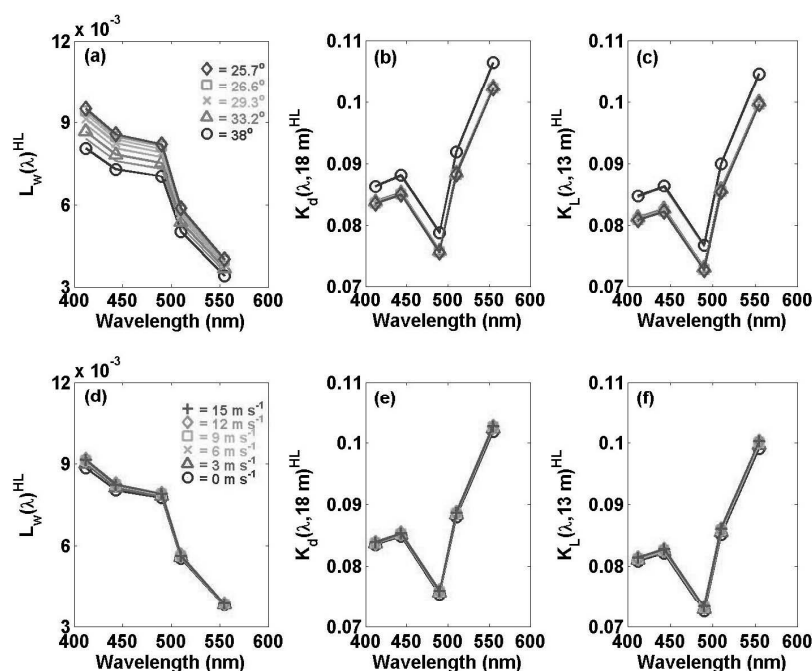 x 10⁻³
12
(a)
◇ = 25.7°
□ = 26.6°
× = 29.3°
△ = 33.2°
○ = 38°
9
6
3
L_w(λ)^HL
400 450 500 550 600
Wavelength (nm)
0.11
(b)
0.1
0.09
0.08
0.07
K_d(λ,18 m)^HL
400 450 500 550 600
Wavelength (nm)
0.11
(c)
0.1
0.09
0.08
0.07
K_L(λ,13 m)^HL
400 450 500 550 600
Wavelength (nm)
x 10⁻³
12
(d)
+ = 15 m s⁻¹
◇ = 12 m s⁻¹
□ = 9 m s⁻¹
× = 6 m s⁻¹
△ = 3 m s⁻¹
○ = 0 m s⁻¹
9
6
3
L_w(λ)^HL
400 450 500 550 600
Wavelength (nm)
0.11
(e)
0.1
0.09
0.08
0.07
K_d(λ,18 m)^HL
400 450 500 550 600
Wavelength (nm)
0.11
(f)
0.1
0.09
0.08
0.07
K_L(λ,13 m)^HL
400 450 500 550 600
Wavelength (nm)